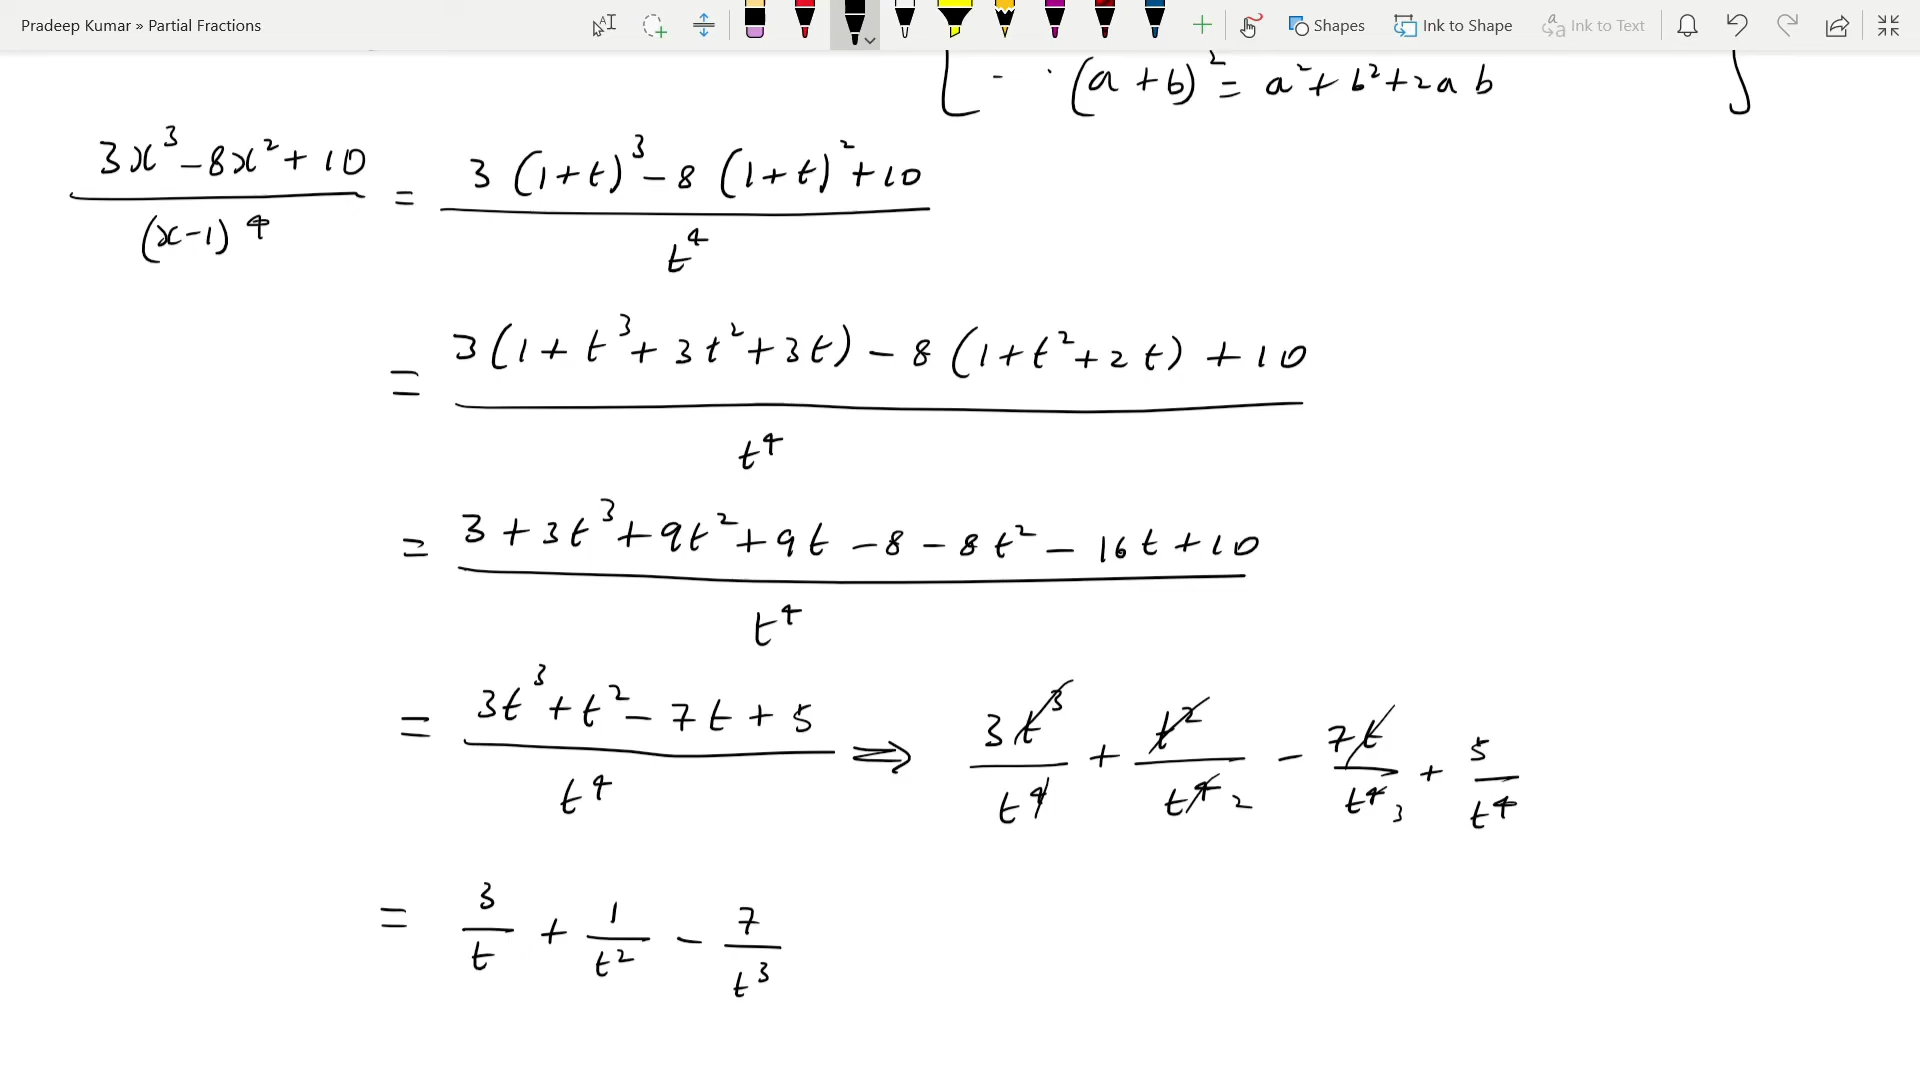 Pradeep Kumar » Partial Fractions Shapes Ink to Shape Ink to Text
(a+b)² = a²+b²+2ab ]
3x³-8x²+10 / (x-1)⁴ = 3(1+t)³-8(1+t)²+10 / t⁴
= 3(1+t³+3t²+3t)-8(1+t²+2t)+10 / t⁴
= 3+3t³+9t²+9t-8-8t²-16t+10 / t⁴
= 3t³+t²-7t+5 / t⁴ ⇒ 3t³/t⁴ + t²/t⁴ 2 - 7t/t⁴ 3 + 5/t⁴
= 3/t + 1/t² - 7/t³